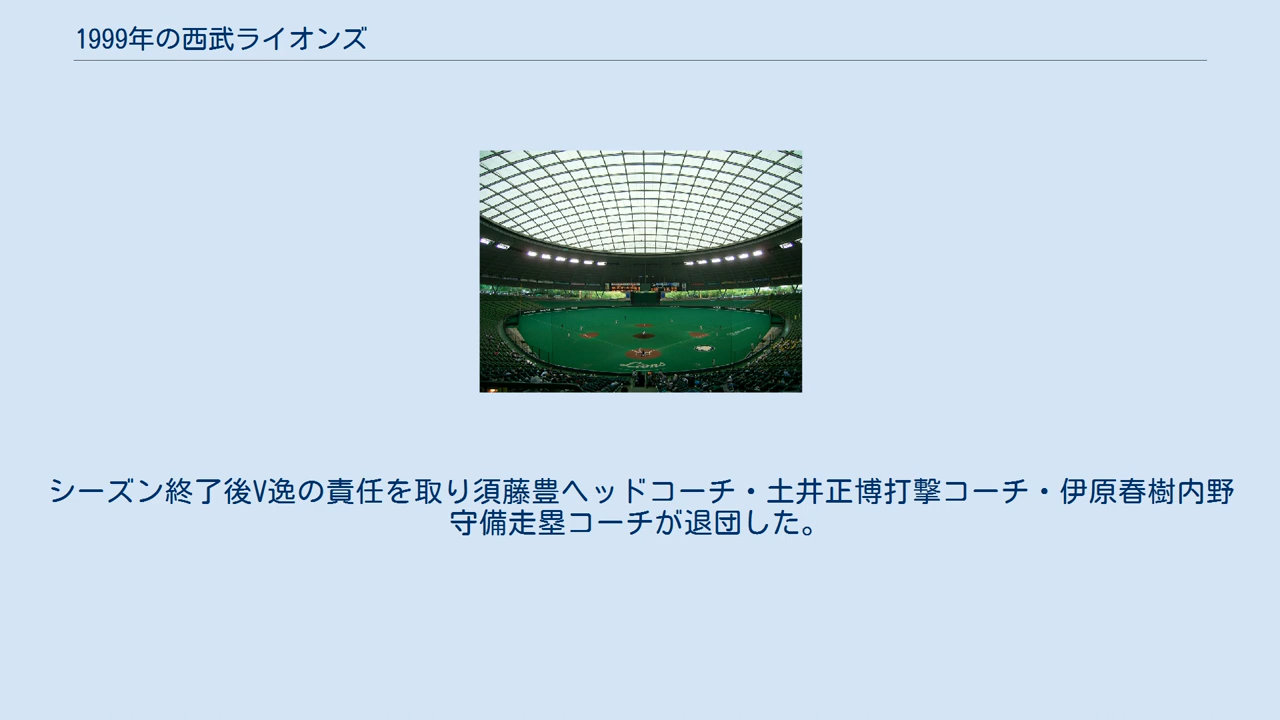 1999年の西武ライオンズ
Lions
シーズン終了後V逸の責任を取り須藤豊ヘッドコーチ・土井正博打撃コーチ・伊原春樹内野
守備走塁コーチが退団した。